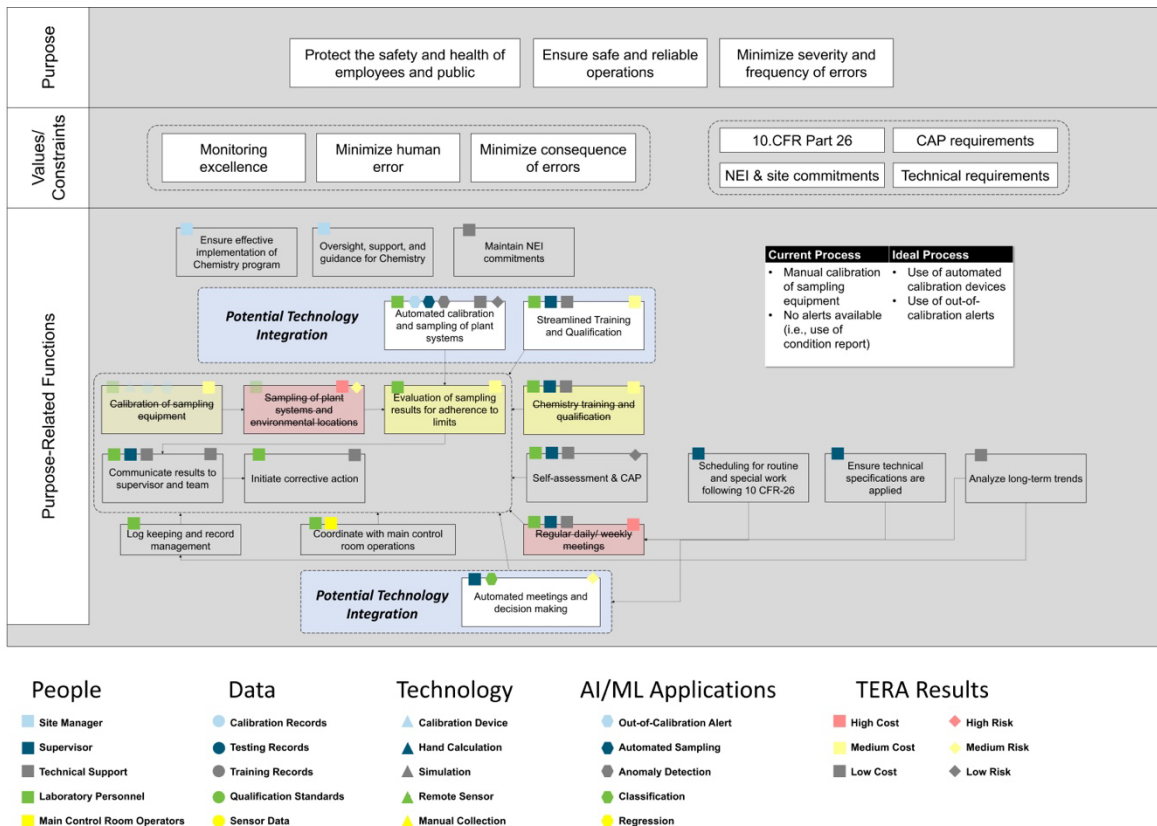 Purpose
Protect the safety and health of
employees and public
Ensure safe and reliable
operations
Minimize severity and
frequency of errors
Values/
Constraints
Monitoring
excellence
Minimize human
error
Minimize consequence
of errors
10.CFR Part 26
CAP requirements
NEI & site commitments
Technical requirements
Purpose-Related Functions
Ensure effective
implementation of
Chemistry program
Oversight, support, and
guidance for Chemistry
Maintain NEI
commitments
Current Process
Ideal Process
• Manual calibration
of sampling
equipment
• No alerts available
(i.e., use of
condition report)
• Use of automated
calibration devices
• Use of out-of-
calibration alerts
Potential Technology
Integration
Automated calibration
and sampling of plant
systems
Streamlined Training
and Qualification
Calibration of sampling
equipment
Sampling of plant
systems and
environmental locations
Evaluation of sampling
results for adherence to
limits
Chemistry training and
qualification
Communicate results to
supervisor and team
Initiate corrective action
Self-assessment & CAP
Scheduling for routine
and special work
following 10 CFR-26
Ensure technical
specifications are
applied
Analyze long-term trends
Log keeping and record
management
Coordinate with main control
room operations
Regular daily/ weekly
meetings
Potential Technology
Integration
Automated meetings and
decision making
People
Site Manager
Supervisor
Technical Support
Laboratory Personnel
Main Control Room Operators
Data
Calibration Records
Testing Records
Training Records
Qualification Standards
Sensor Data
Technology
Calibration Device
Hand Calculation
Simulation
Remote Sensor
Manual Collection
AI/ML Applications
Out-of-Calibration Alert
Automated Sampling
Anomaly Detection
Classification
Regression
TERA Results
High Cost
High Risk
Medium Cost
Medium Risk
Low Cost
Low Risk